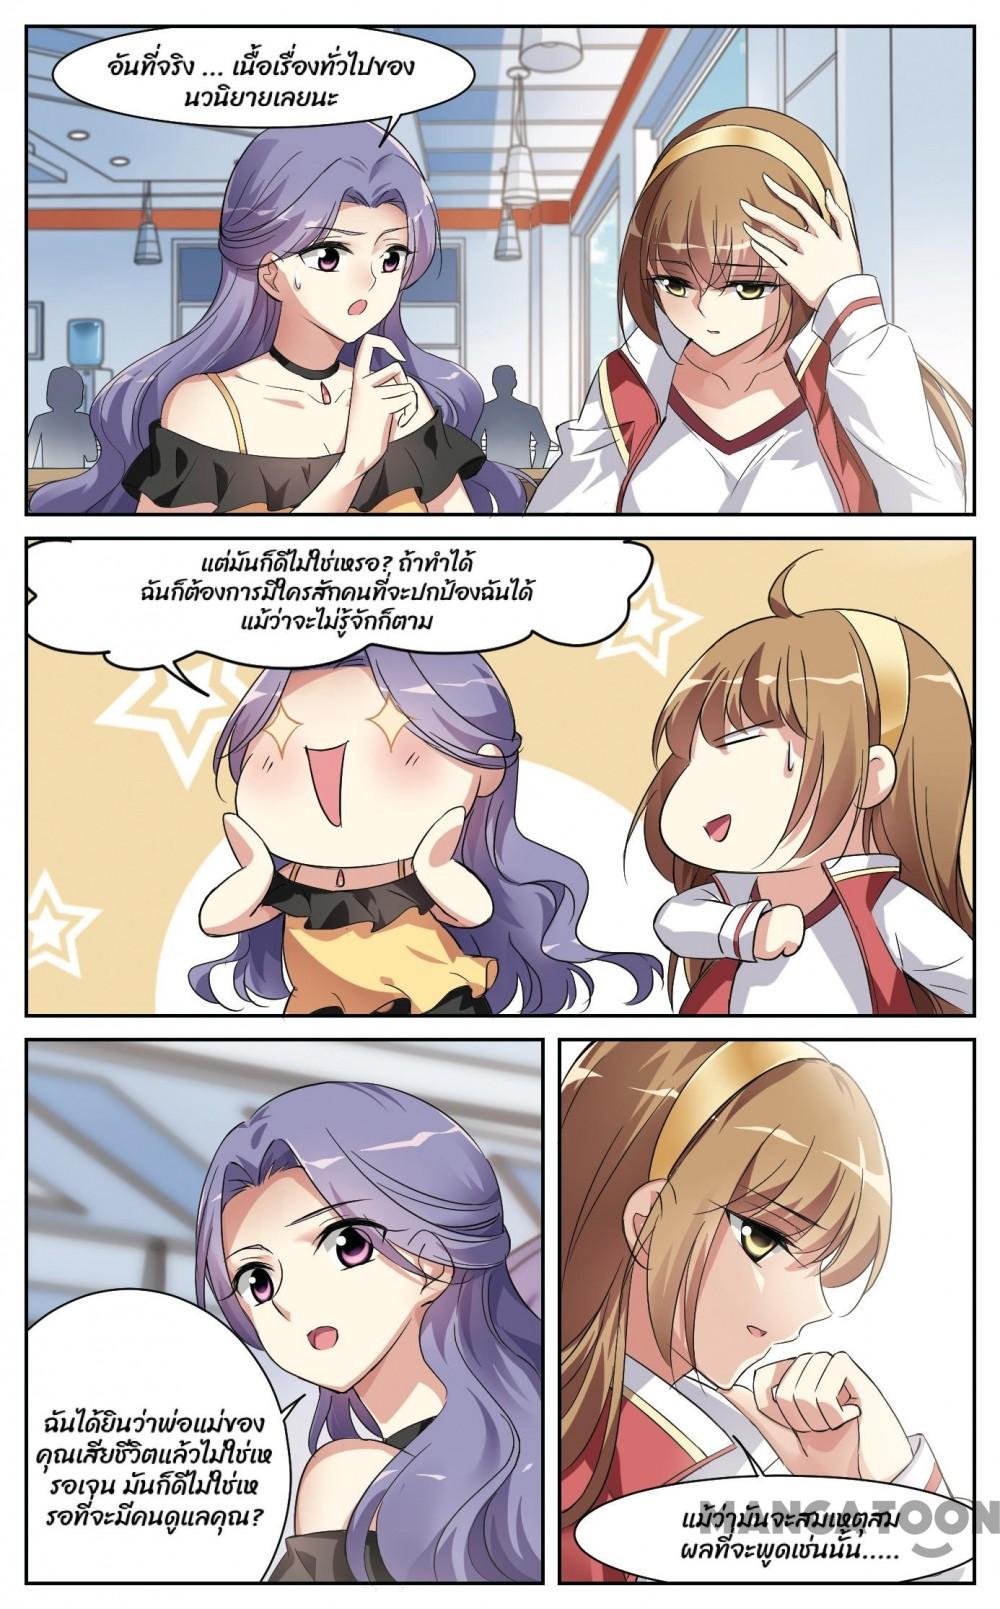 อันที่จริง ... เนื้อเรื่องทั่วไปของ
นวนิยายเลยนะ
แต่มันก็ดีไม่ใช่เหรอ? ถ้าทำได้
ฉันก็ต้องการมีใครสักคนที่จะปกป้องฉันได้
แม้ว่าจะไม่รู้จักก็ตาม
ฉันได้ยินว่าพ่อแม่ของ
คุณเสียชีวิตแล้วไม่ใช่เห
รอเจน มันก็ดีไม่ใช่เห
รอที่จะมีคนดูแลคุณ?
แม้ว่ามันจะสมเหตุสม
ผลที่จะพูดเช่นนั้น.....
MANGATOON